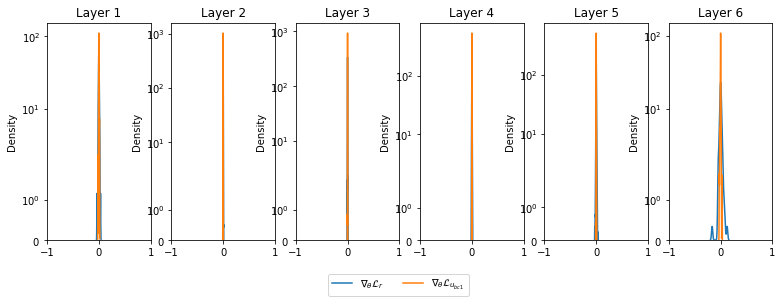 Layer 1 Layer 2 Layer 3 Layer 4 Layer 5 Layer 6
10² 10³ 10³ 10² 10² 10²
10¹ 10² 10² 10¹ 10¹ 10¹
10⁰ 10¹ 10¹ 10⁰ 10⁰ 10⁰
10⁰ 10⁰
0 0 0 0 0 0
Density Density Density Density Density Density
−1 0 1 −1 0 1 −1 0 1 −1 0 1 −1 0 1 −1 0 1
∇θℒr ∇θℒu_bc1